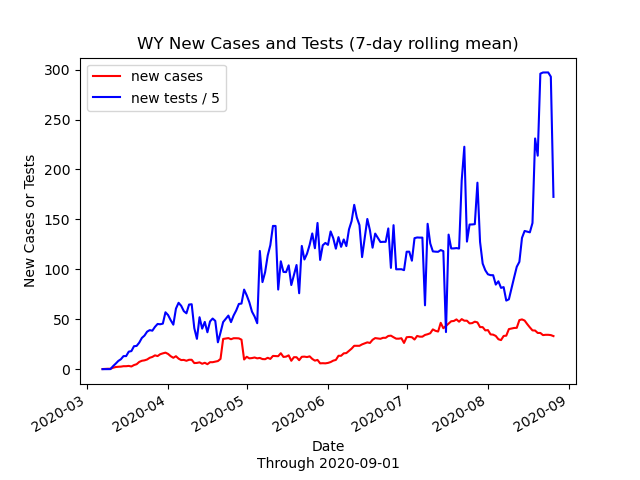 WY New Cases and Tests (7-day rolling mean)
new cases
new tests / 5
300
250
200
150
100
50
0
New Cases or Tests
2020-03
2020-04
2020-05
2020-06
2020-07
2020-08
2020-09
Date
Through 2020-09-01